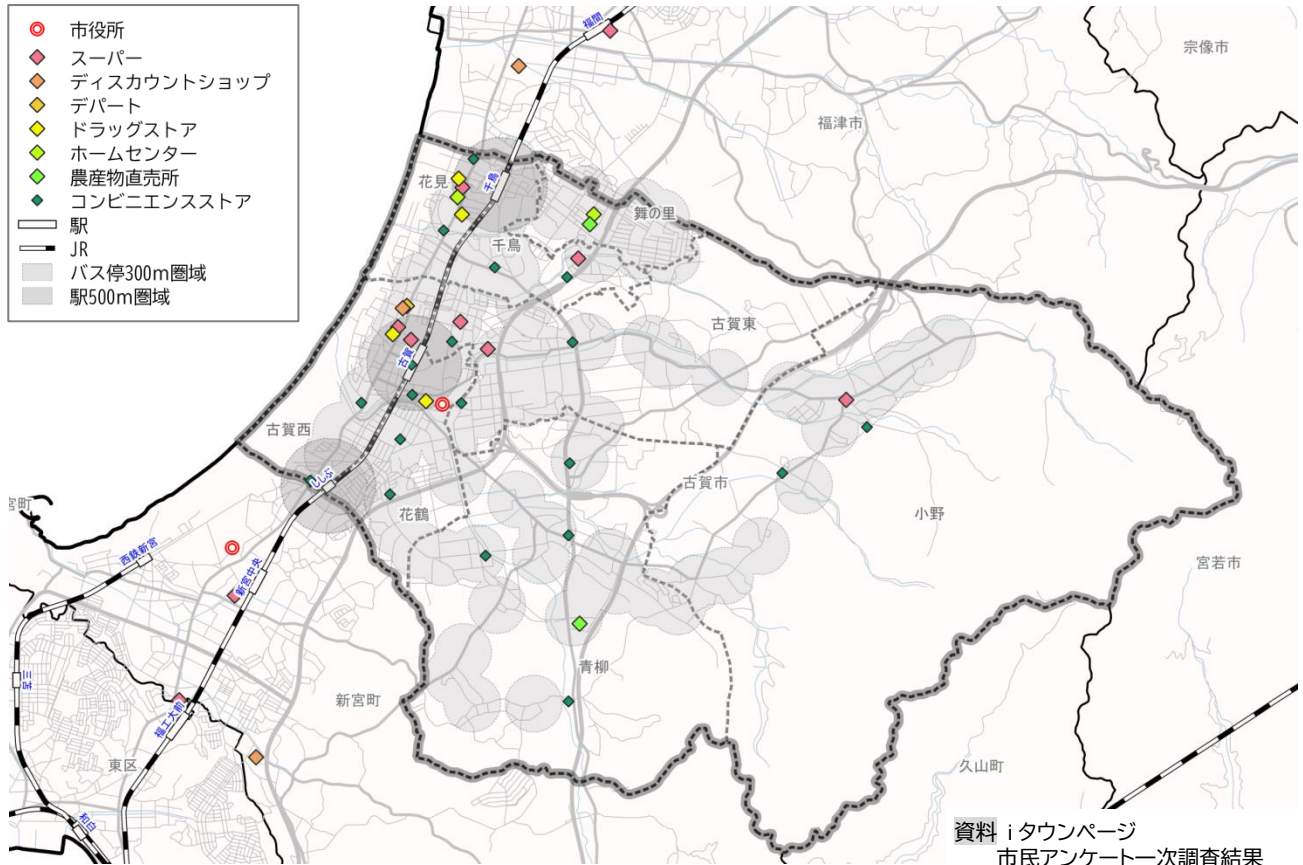 市役所
スーパー
ディスカウントショップ
デパート
ドラッグストア
ホームセンター
農産物直売所
コンビニエンスストア
駅
JR
バス停300m圏域
駅500m圏域
福間
宗像市
福津市
花見
千鳥
舞の里
千鳥
古賀東
古賀
古賀西
ししぶ
古賀市
小野
花鶴
宮町
西鉄新宮
新宮中央
宮若市
三苫
青柳
新宮町
福工大前
東区
久山町
和白
資料 iタウンページ
市民アンケート一次調査結果